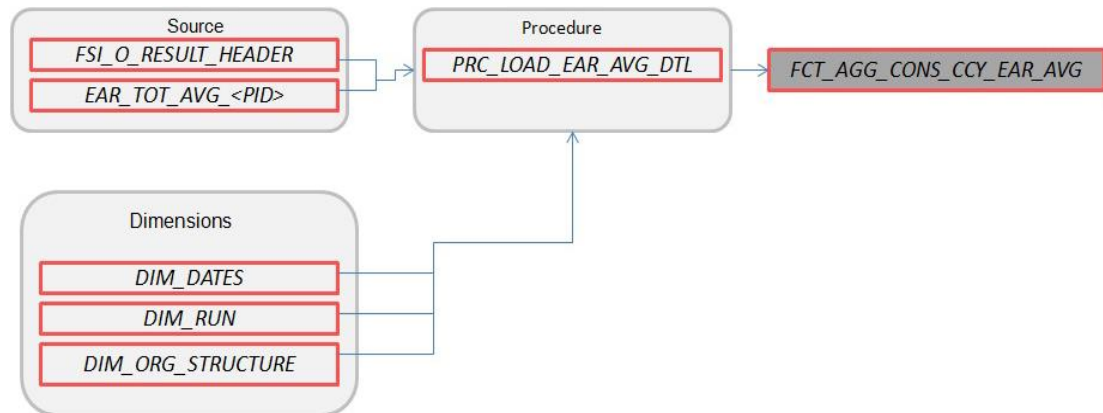 Source
FSI_O_RESULT_HEADER
EAR_TOT_AVG_<PID>
Procedure
PRC_LOAD_EAR_AVG_DTL
FCT_AGG_CONS_CCY_EAR_AVG
Dimensions
DIM_DATES
DIM_RUN
DIM_ORG_STRUCTURE